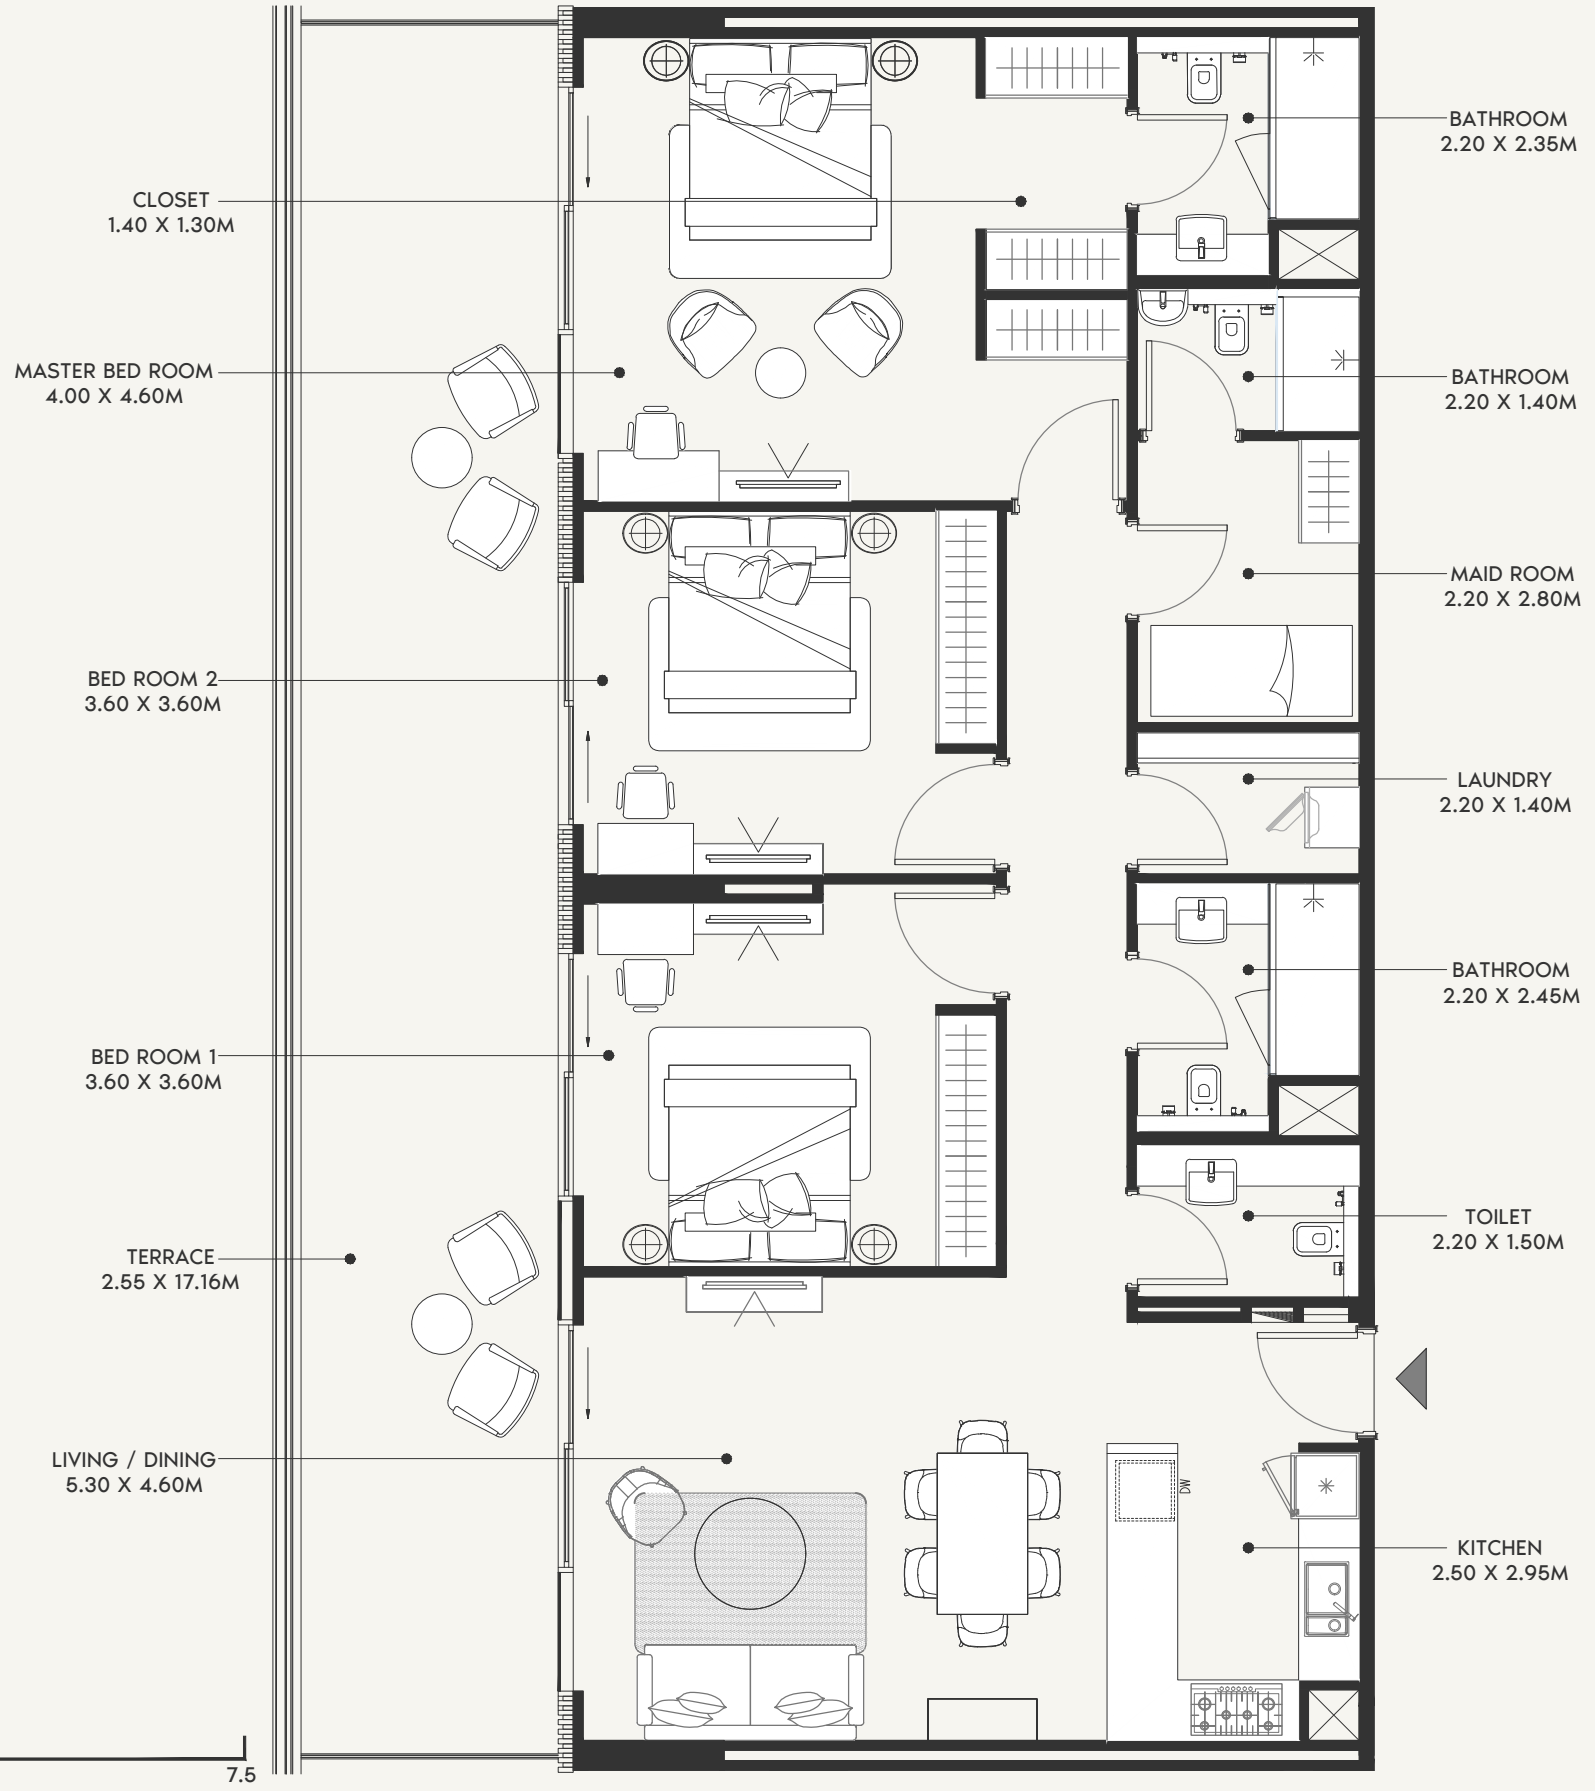 BATHROOM
2.20 X 2.35M
CLOSET
1.40 X 1.30M
MASTER BED ROOM
4.00 X 4.60M
BATHROOM
2.20 X 1.40M
MAID ROOM
2.20 X 2.80M
BED ROOM 2
3.60 X 3.60M
LAUNDRY
2.20 X 1.40M
BATHROOM
2.20 X 2.45M
BED ROOM 1
3.60 X 3.60M
TOILET
2.20 X 1.50M
TERRACE
2.55 X 17.16M
LIVING / DINING
5.30 X 4.60M
DW
KITCHEN
2.50 X 2.95M
7.5